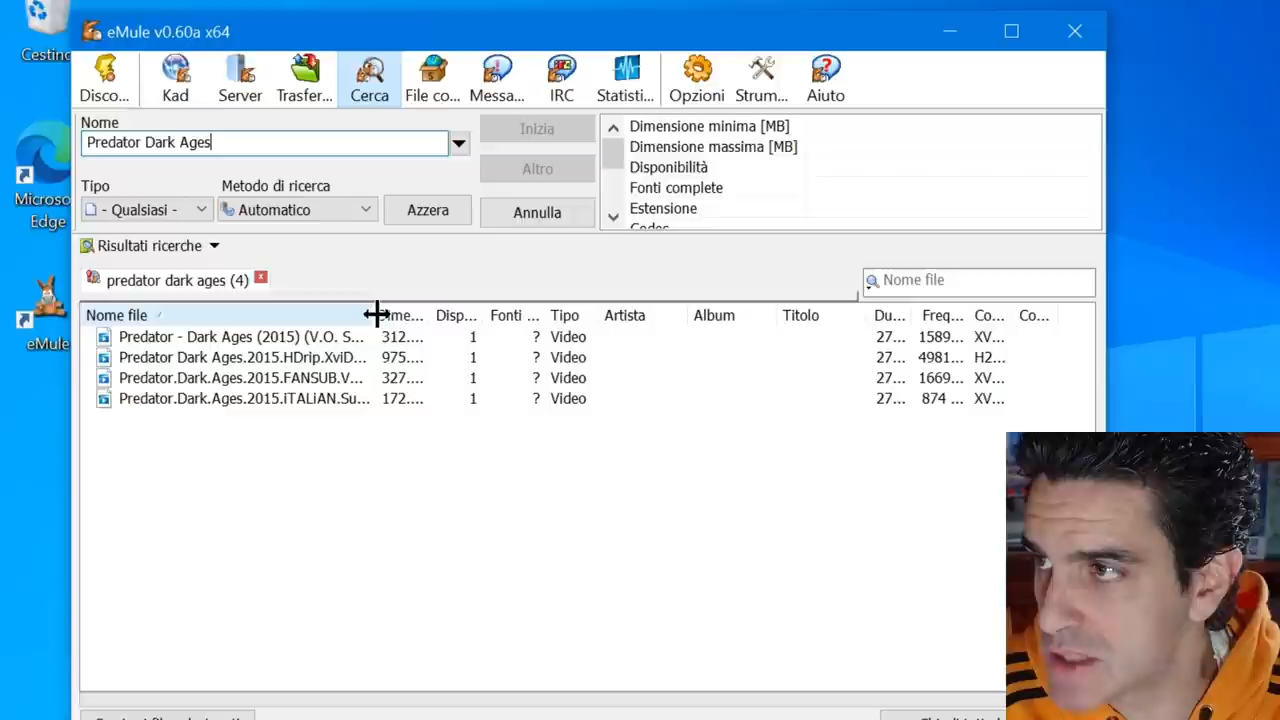 Cestino
eMule v0.60a x64
Disco...
Kad
Server
Trasfer...
Cerca
File co...
Messa...
IRC
Statisti...
Opzioni
Strum...
Aiuto
Nome
Predator Dark Ages
Inizia
Altro
Annulla
Dimensione minima [MB]
Dimensione massima [MB]
Disponibilità
Fonti complete
Estensione
Codec
Microso...
Edge
Tipo
Metodo di ricerca
- Qualsiasi -
Automatico
Azzera
Risultati ricerche
predator dark ages (4)
Nome file
eMule
Nome file Disp... Fonti ... Tipo Artista Album Titolo Du... Freq... Co... Co...
Predator - Dark Ages (2015) (V.O. S... 312.... 1 ? Video 27... 1589... XV...
Predator Dark Ages.2015.HDrip.XviD... 975.... 1 ? Video 27... 4981... H2...
Predator.Dark.Ages.2015.FANSUB.V... 327.... 1 ? Video 27... 1669... XV...
Predator.Dark.Ages.2015.iTALiAN.Su... 172.... 1 ? Video 27... 874 ... XV...